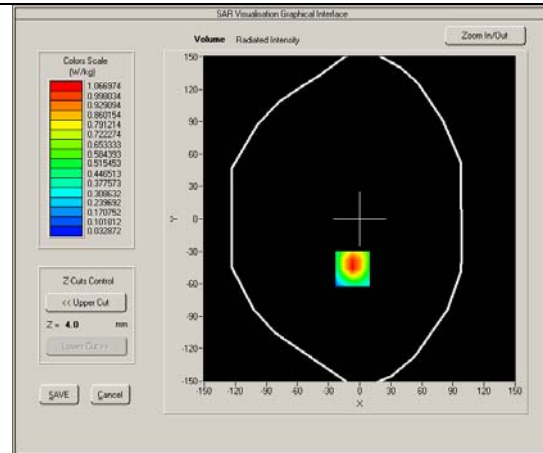 SAR Visualisation Graphical Interface
Volume Radiated Intensity
Zoom In/Out
Colors Scale
(W/kg)
1.066974
0.998034
0.929094
0.860154
0.791214
0.722274
0.653333
0.584393
0.515453
0.446513
0.377573
0.308632
0.239692
0.170752
0.101812
0.032872
Z-Cuts Control
<< Upper Cut
Z = 4.0 mm
Lower Cut >>
SAVE Cancel
150-
120-
90-
60-
30-
0-
-30-
-60-
-90-
-120-
-150-
Y
-150 -120 -90 -60 -30 0 30 60 90 120 150
X